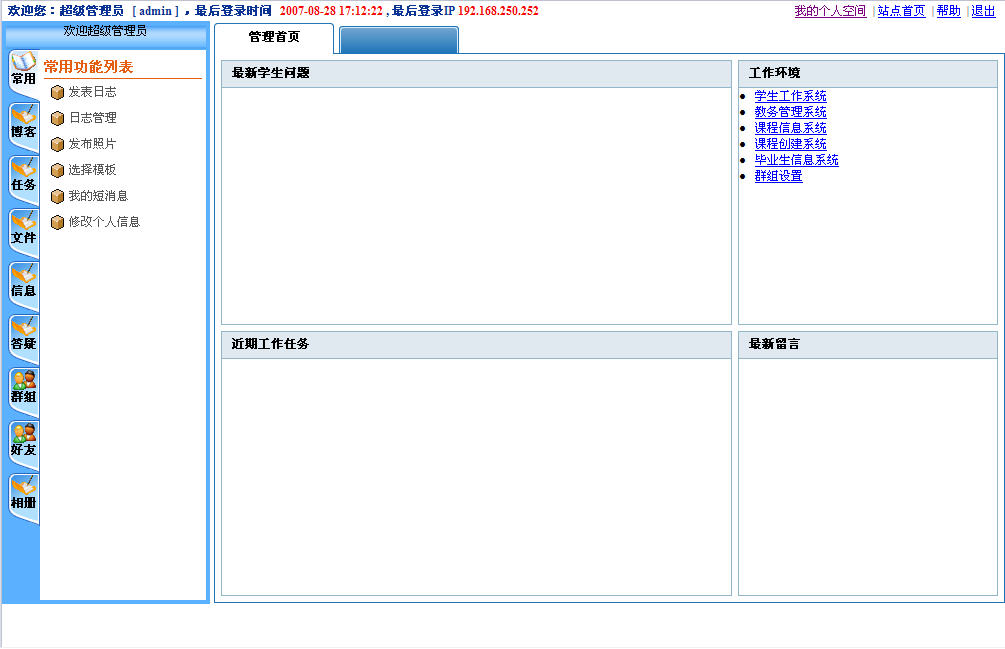 欢迎您：超级管理员 [ admin ] ，最后登录时间 2007-08-28 17:12:22 , 最后登录IP 192.168.250.252
我的个人空间 | 站点首页 | 帮助 | 退出
欢迎超级管理员
管理首页
常用
博客
任务
文件
信息
答疑
群组
好友
相册
常用功能列表
发表日志
日志管理
发布照片
选择模板
我的短消息
修改个人信息
最新学生问题
工作环境
学生工作系统
教务管理系统
课程信息系统
课程创建系统
毕业生信息系统
群组设置
近期工作任务
最新留言